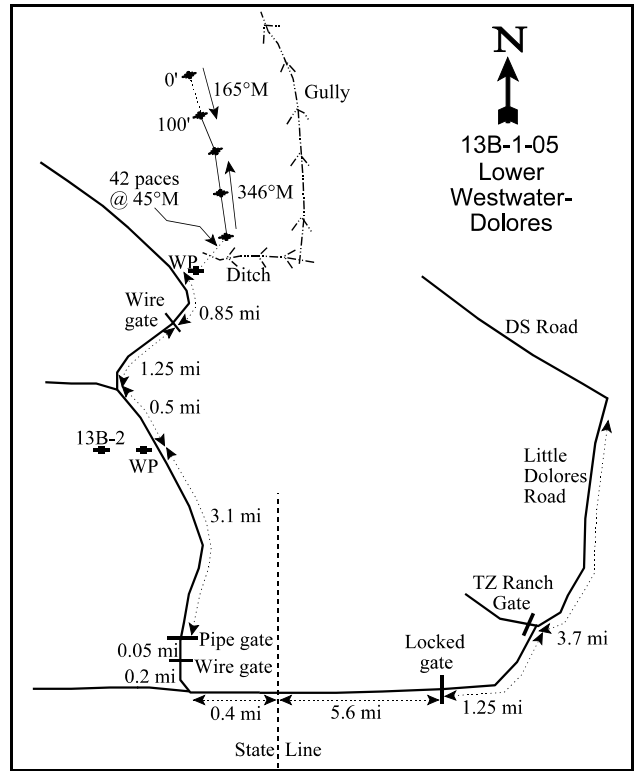 N
13B-1-05
Lower
Westwater-
Dolores
0'
165°M
Gully
100'
42 paces
@ 45°M
346°M
WP
Ditch
Wire
gate
0.85 mi
DS Road
1.25 mi
0.5 mi
13B-2
WP
Little
Dolores
Road
3.1 mi
TZ Ranch
Gate
Pipe gate
Locked
gate
3.7 mi
0.05 mi
Wire gate
0.2 mi
0.4 mi
5.6 mi
1.25 mi
State Line